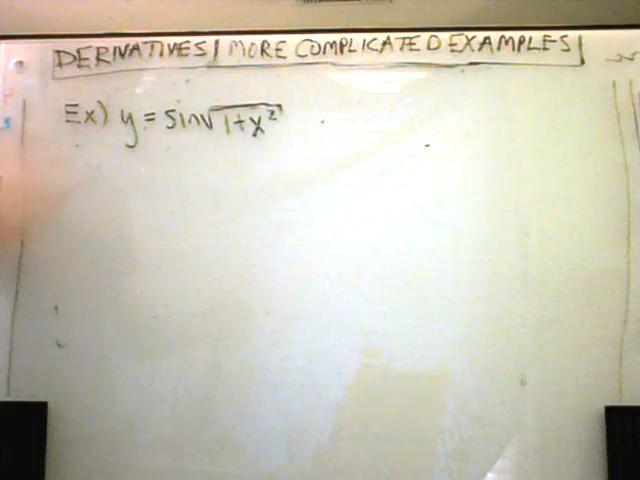 DERIVATIVES | MORE COMPLICATED EXAMPLES
Ex) y = sin√1+x²